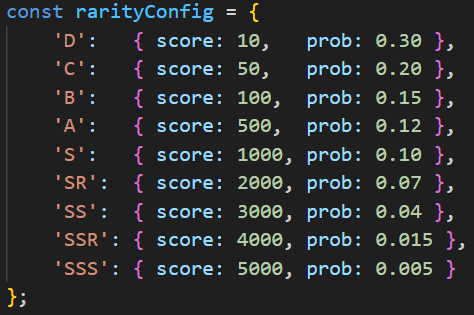 const rarityConfig = {
    'D':   { score: 10,   prob: 0.30 },
    'C':   { score: 50,   prob: 0.20 },
    'B':   { score: 100,  prob: 0.15 },
    'A':   { score: 500,  prob: 0.12 },
    'S':   { score: 1000, prob: 0.10 },
    'SR':  { score: 2000, prob: 0.07 },
    'SS':  { score: 3000, prob: 0.04 },
    'SSR': { score: 4000, prob: 0.015 },
    'SSS': { score: 5000, prob: 0.005 }
};